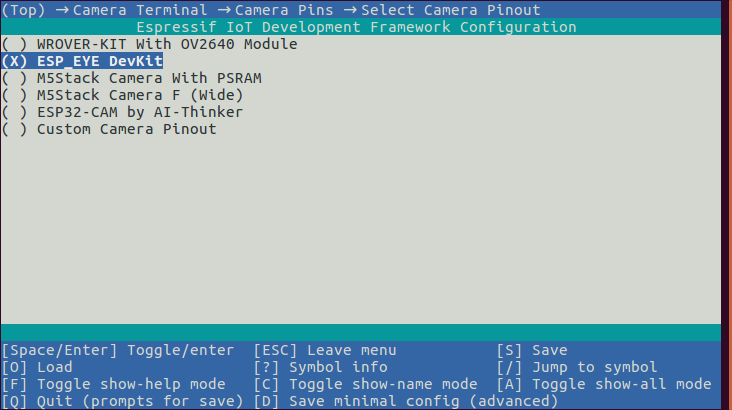 (Top) → Camera Terminal → Camera Pins → Select Camera Pinout
Espressif IoT Development Framework Configuration
( ) WROVER-KIT With OV2640 Module
(X) ESP_EYE DevKit
( ) M5Stack Camera With PSRAM
( ) M5Stack Camera F (Wide)
( ) ESP32-CAM by AI-Thinker
( ) Custom Camera Pinout
[Space/Enter] Toggle/enter [ESC] Leave menu [S] Save
[O] Load [?] Symbol info [/] Jump to symbol
[F] Toggle show-help mode [C] Toggle show-name mode [A] Toggle show-all mode
[Q] Quit (prompts for save) [D] Save minimal config (advanced)